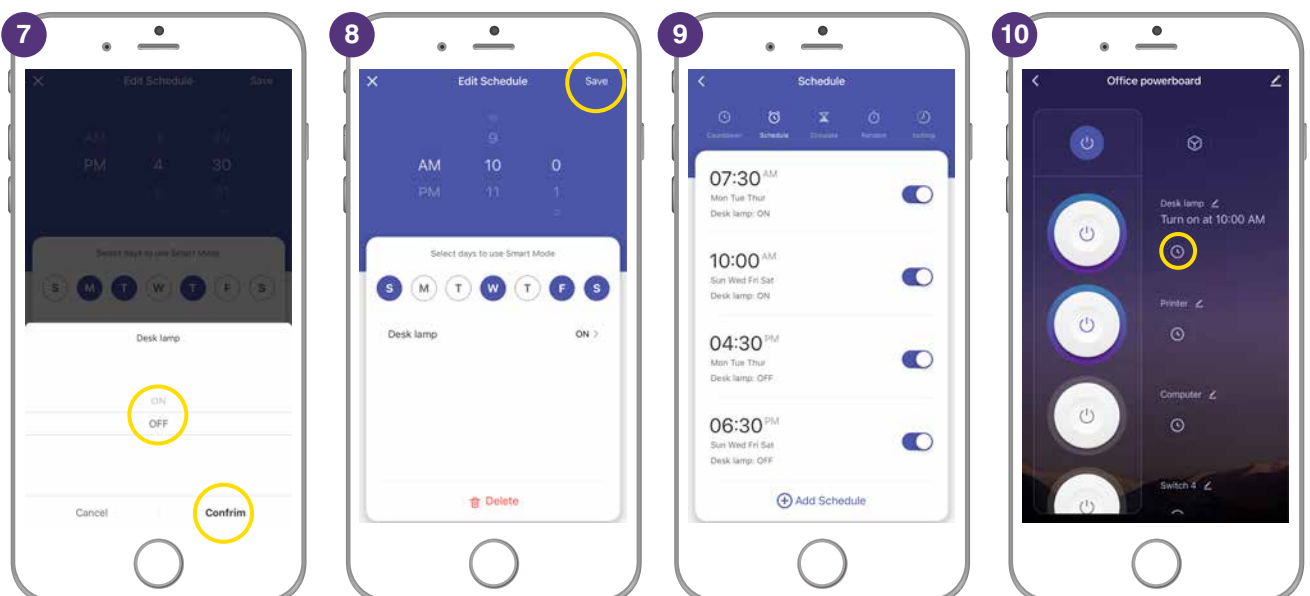 7
Edit Schedule Save
AM
PM 4 30
Select days to use Smart Mode
S M T W T F S
Desk lamp
ON
OFF
Cancel Confrim
8
Edit Schedule Save
9
AM 10 0
PM 11 1
Select days to use Smart Mode
S M T W T F S
Desk lamp ON >
Delete
9
Schedule
Countdown Schedule Circulate Random
07:30 AM
Mon Tue Thur
Desk lamp: ON
10:00 AM
Sun Wed Fri Sat
Desk lamp: ON
04:30 PM
Mon Tue Thur
Desk lamp: OFF
06:30 PM
Sun Wed Fri Sat
Desk lamp: OFF
Add Schedule
10
Office powerboard
Desk lamp
Turn on at 10:00 AM
Printer
Computer
Switch 4